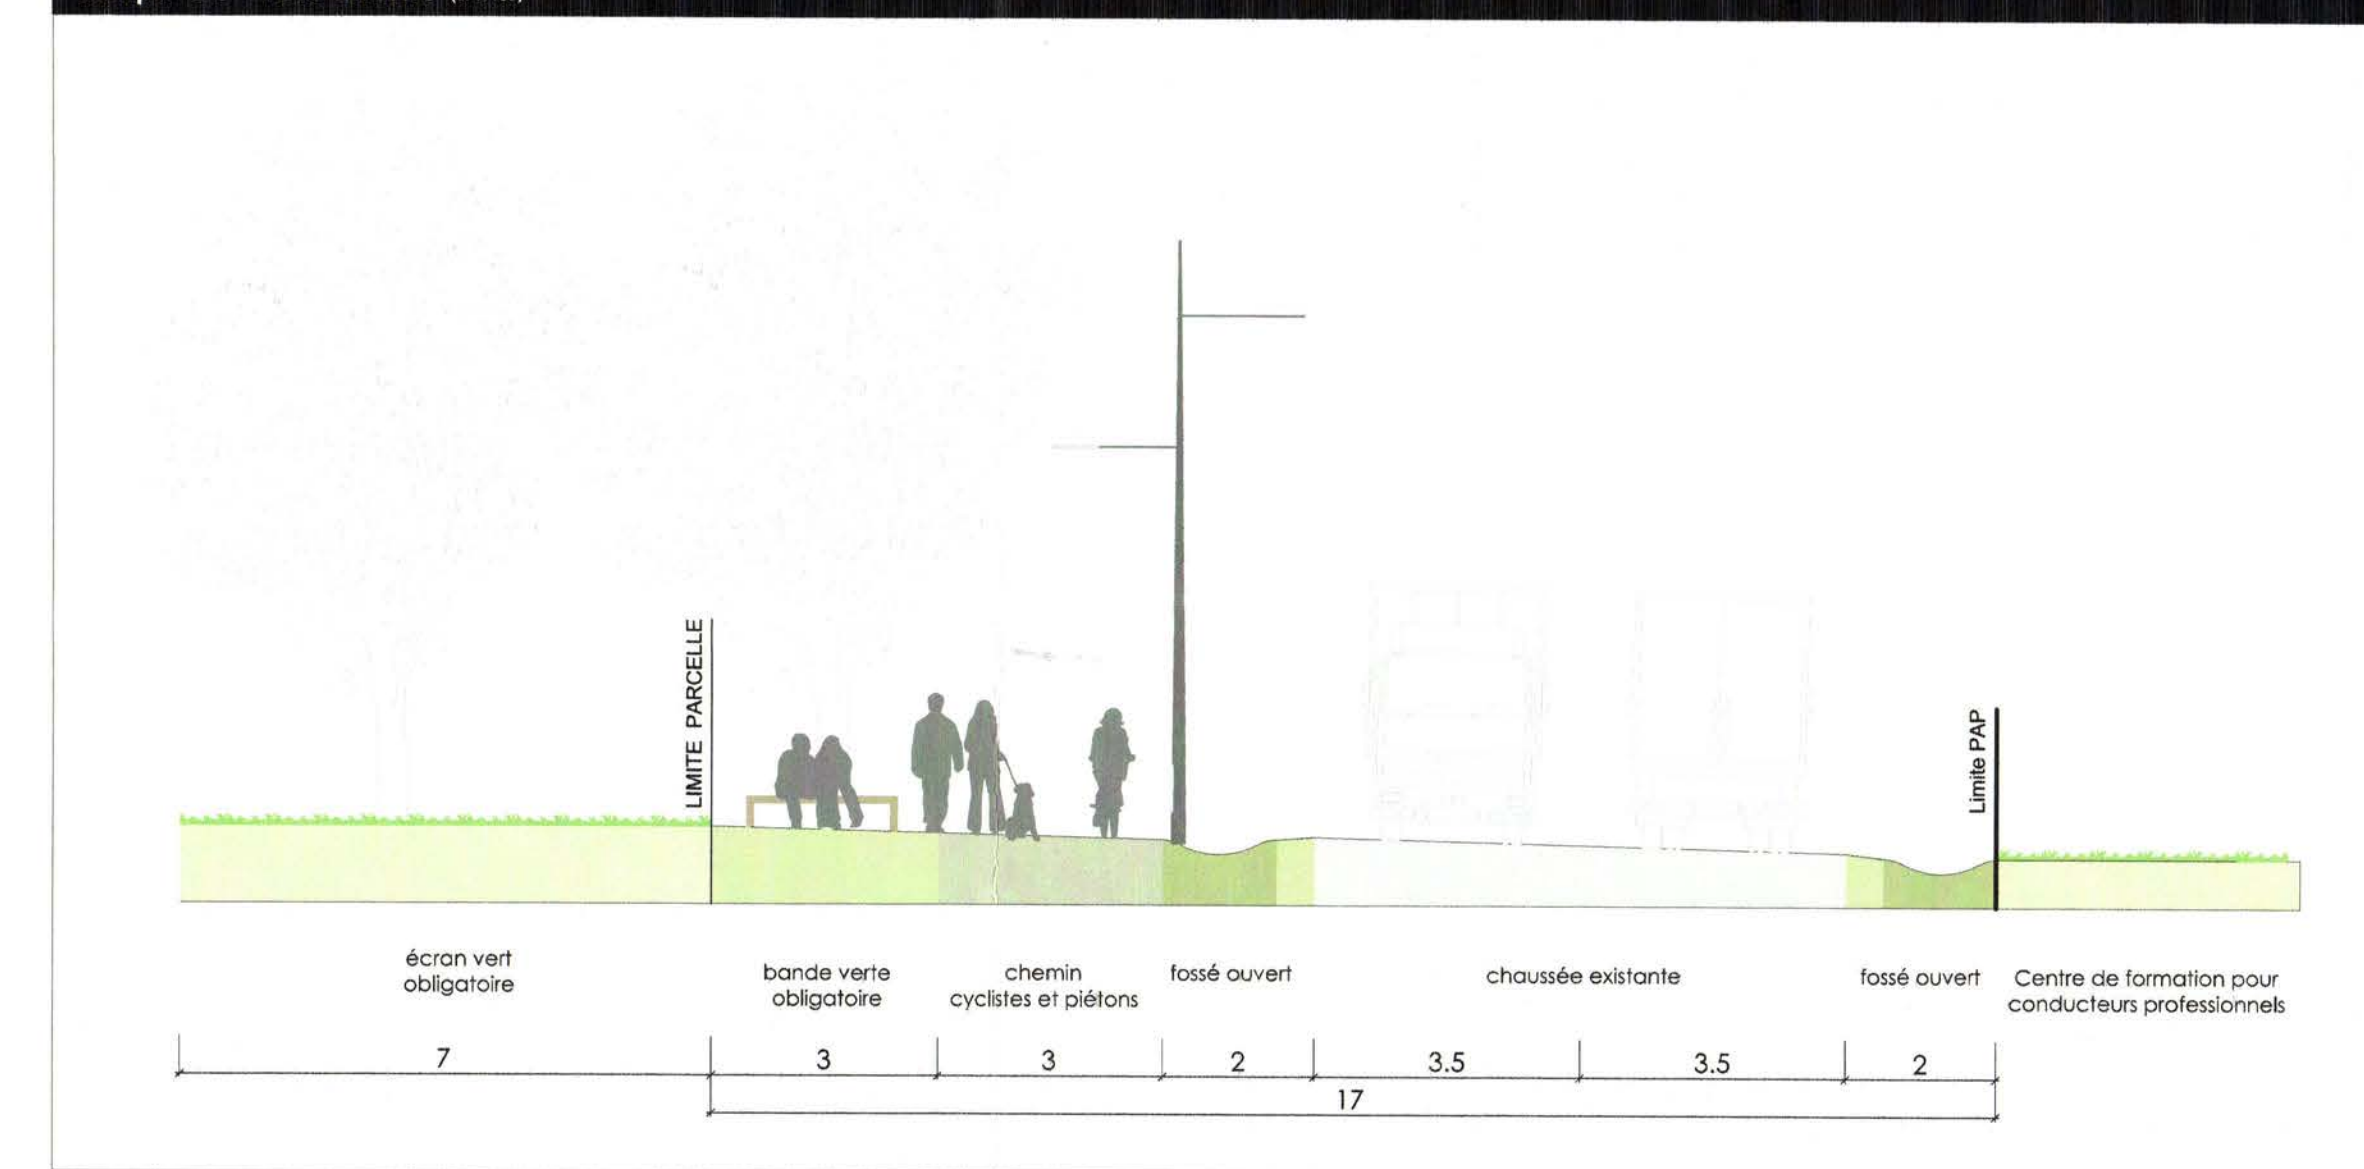 LIMITE PARCELLE
Limite PAP
écran vert
obligatoire
bande verte
obligatoire
chemin
cyclistes et piétons
fossé ouvert
chaussée existante
fossé ouvert
Centre de formation pour
conducteurs professionnels
7
3
3
2
3.5
3.5
2
17